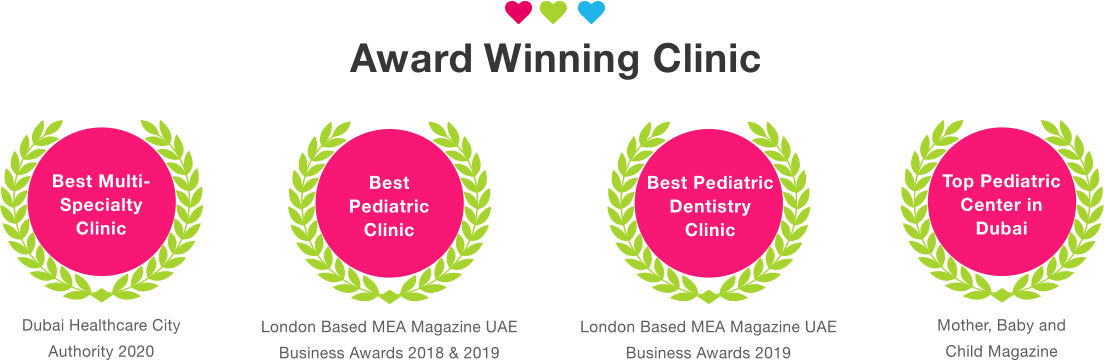 Award Winning Clinic
Best Multi-
Specialty
Clinic
Dubai Healthcare City
Authority 2020
Best
Pediatric
Clinic
London Based MEA Magazine UAE
Business Awards 2018 & 2019
Best Pediatric
Dentistry
Clinic
London Based MEA Magazine UAE
Business Awards 2019
Top Pediatric
Center in
Dubai
Mother, Baby and
Child Magazine